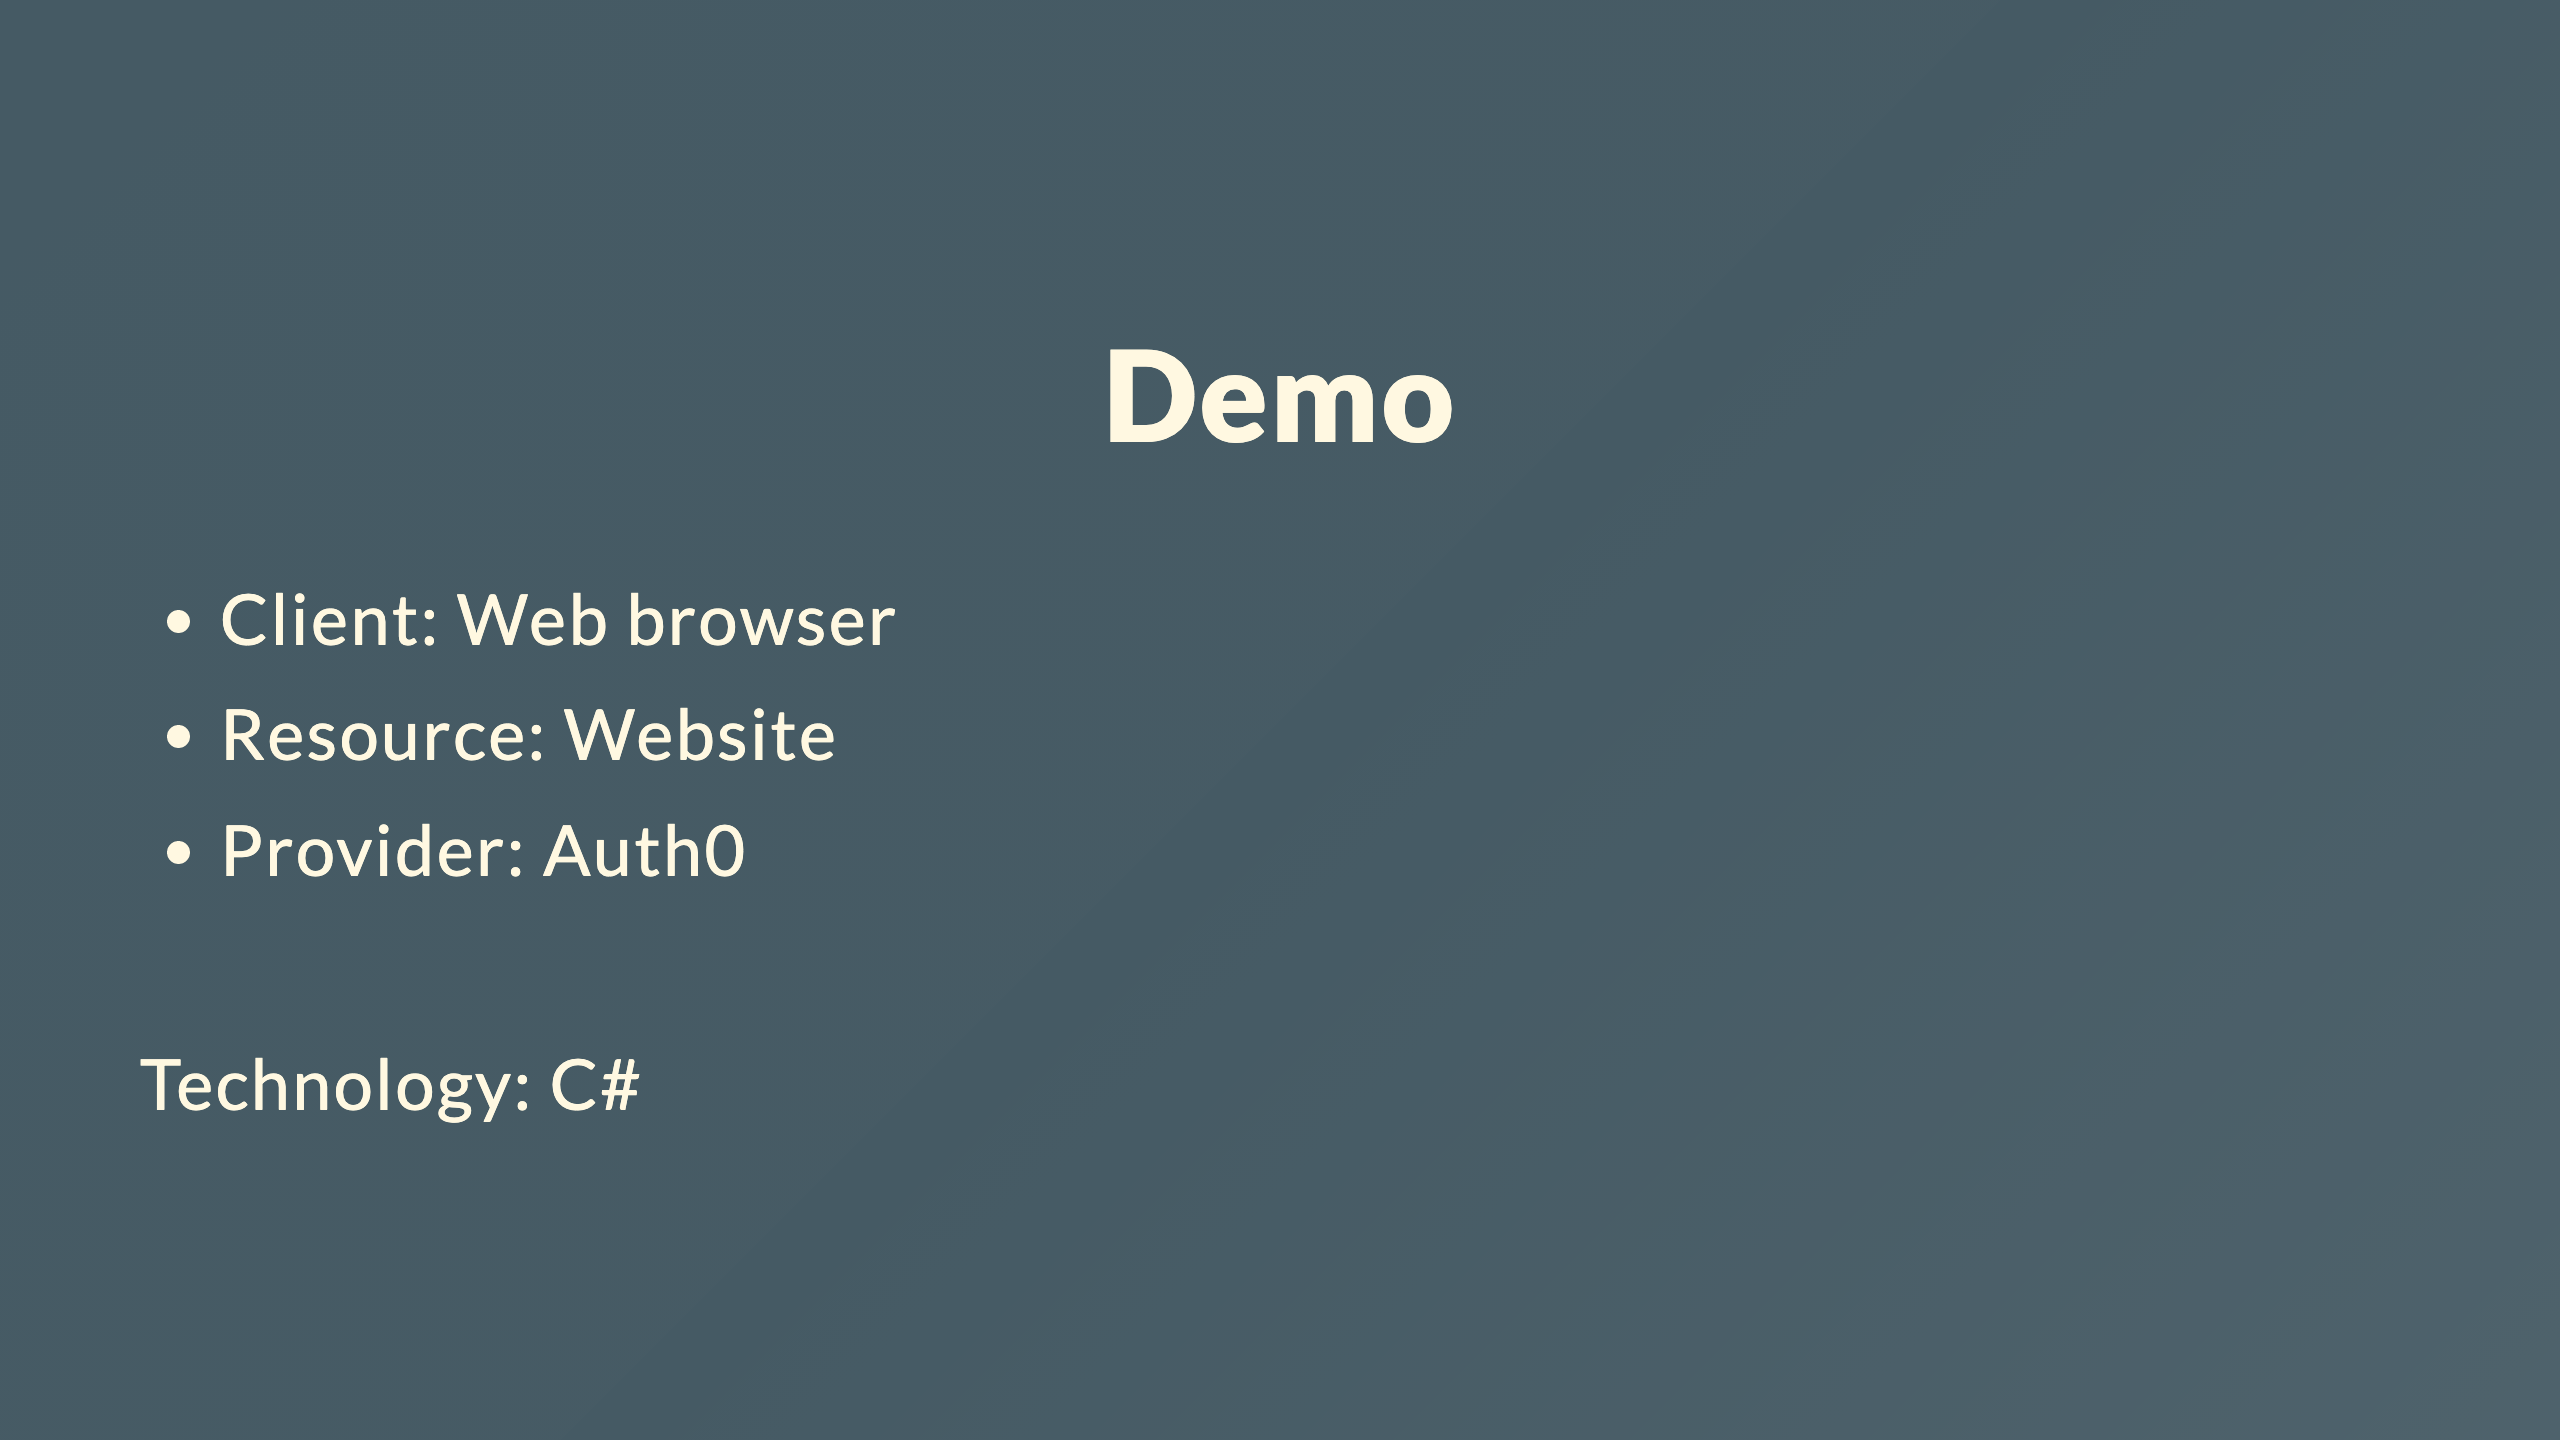 Demo
• Client: Web browser
• Resource: Website
• Provider: Auth0
Technology: C#